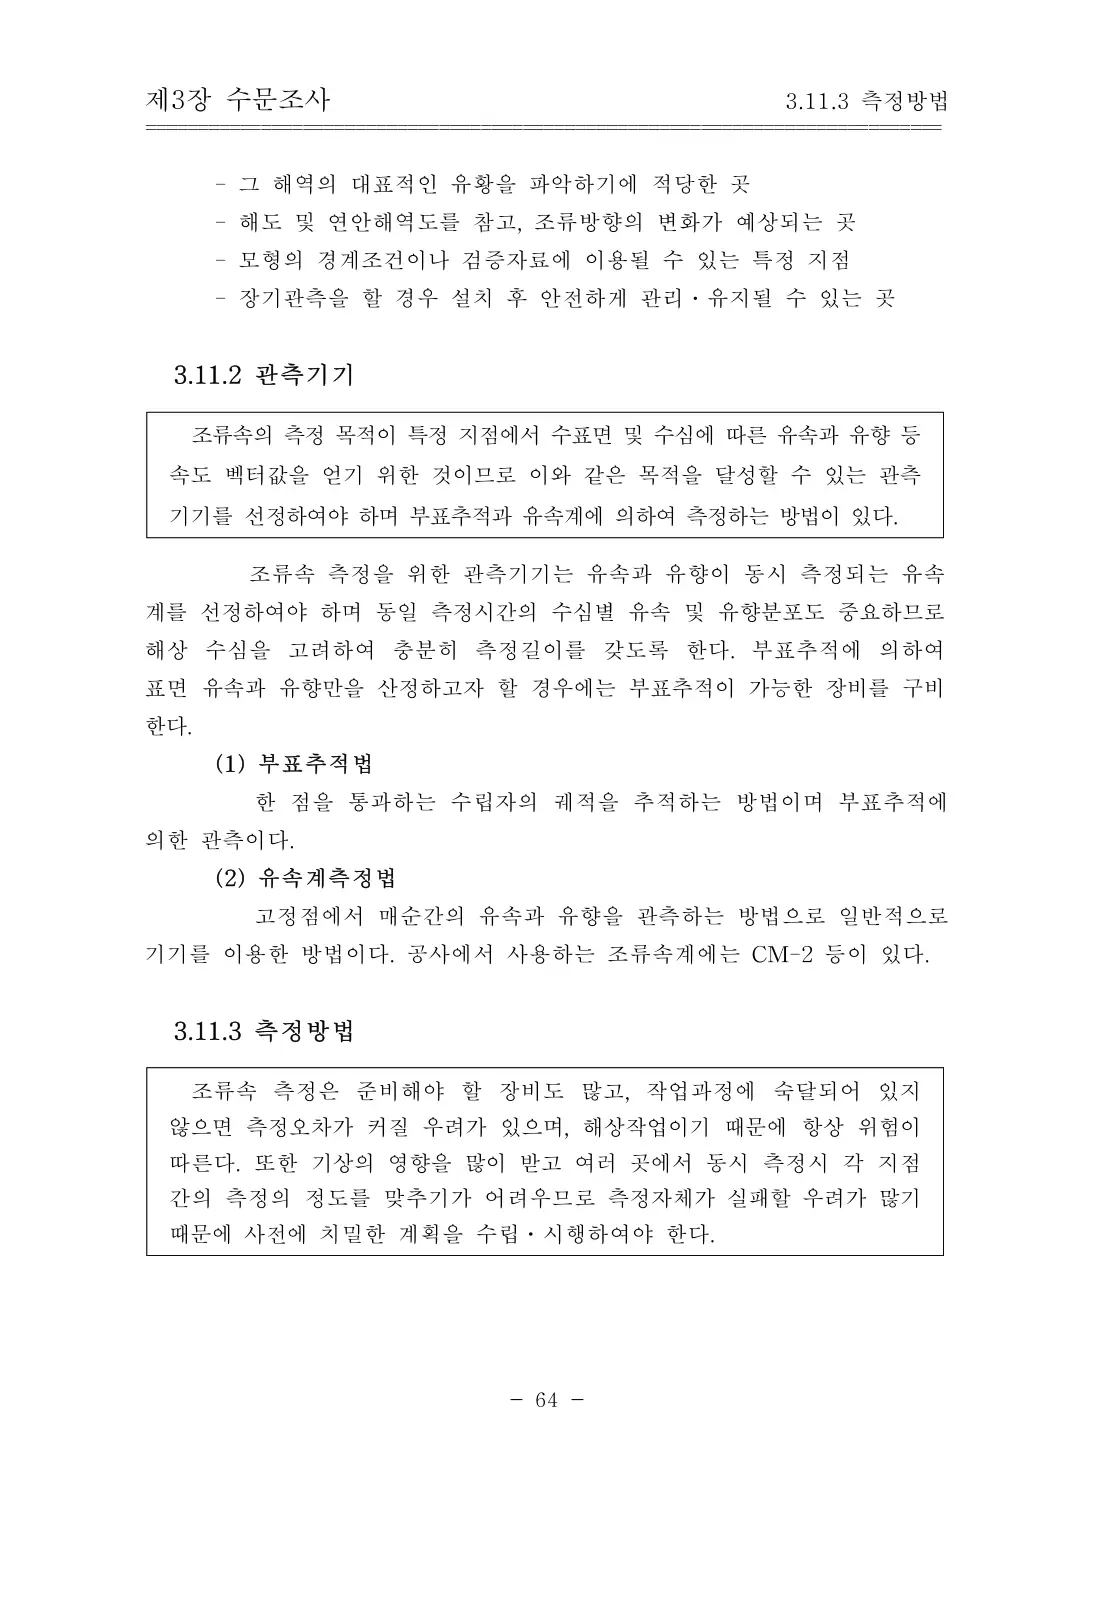 제3장 수문조사
3.11.3 측정방법
- 그 해역의 대표적인 유황을 파악하기에 적당한 곳
- 해도 및 연안해역도를 참고, 조류방향의 변화가 예상되는 곳
- 모형의 경계조건이나 검증자료에 이용될 수 있는 특정 지점
- 장기관측을 할 경우 설치 후 안전하게 관리·유지될 수 있는 곳
3.11.2 관측기기
조류속의 측정 목적이 특정 지점에서 수표면 및 수심에 따른 유속과 유향 등
속도 벡터값을 얻기 위한 것이므로 이와 같은 목적을 달성할 수 있는 관측
기기를 선정하여야 하며 부표추적과 유속계에 의하여 측정하는 방법이 있다.
조류속 측정을 위한 관측기기는 유속과 유향이 동시 측정되는 유속
계를 선정하여야 하며 동일 측정시간의 수심별 유속 및 유향분포도 중요하므로
해상 수심을 고려하여 충분히 측정길이를 갖도록 한다. 부표추적에 의하여
표면 유속과 유향만을 산정하고자 할 경우에는 부표추적이 가능한 장비를 구비
한다.
(1) 부표추적법
한 점을 통과하는 수립자의 궤적을 추적하는 방법이며 부표추적에
의한 관측이다.
(2) 유속계측정법
고정점에서 매순간의 유속과 유향을 관측하는 방법으로 일반적으로
기기를 이용한 방법이다. 공사에서 사용하는 조류속계에는 CM-2 등이 있다.
3.11.3 측정방법
조류속 측정은 준비해야 할 장비도 많고, 작업과정에 숙달되어 있지
않으면 측정오차가 커질 우려가 있으며, 해상작업이기 때문에 항상 위험이
따른다. 또한 기상의 영향을 많이 받고 여러 곳에서 동시 측정시 각 지점
간의 측정의 정도를 맞추기가 어려우므로 측정자체가 실패할 우려가 많기
때문에 사전에 치밀한 계획을 수립·시행하여야 한다.
- 64 -